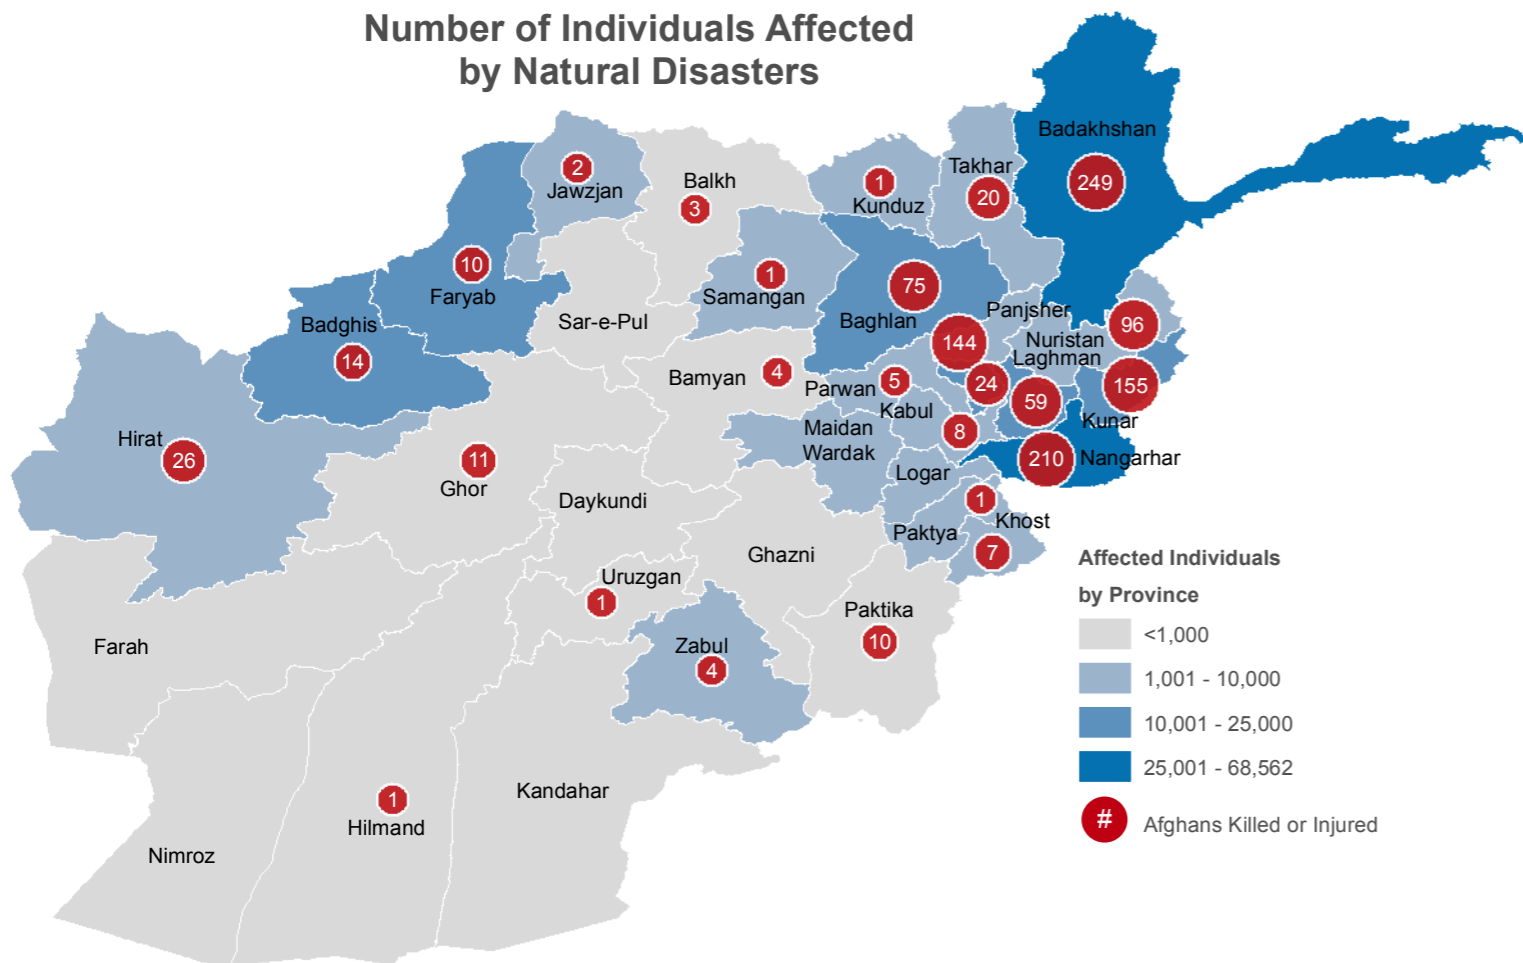 Number of Individuals Affected
by Natural Disasters
Badakhshan
249
Takhar
20
Kunduz
1
Balkh
3
2
Jawzjan
10
Faryab
1
Samangan
75
Baghlan
Panjsher
144
Nuristan
96
Laghman
Sar-e-Pul
Badghis
14
Bamyan
4
Parwan
5
24
155
59
Kunar
Kabul
8
Maidan
Wardak
210
Nangarhar
Hirat
26
11
Ghor
Logar
1
Khost
Daykundi
Paktya
7
Ghazni
Uruzgan
1
Paktika
10
Zabul
4
Farah
Kandahar
1
Hilmand
Nimroz
Affected Individuals
by Province
<1,000
1,001 - 10,000
10,001 - 25,000
25,001 - 68,562
# Afghans Killed or Injured